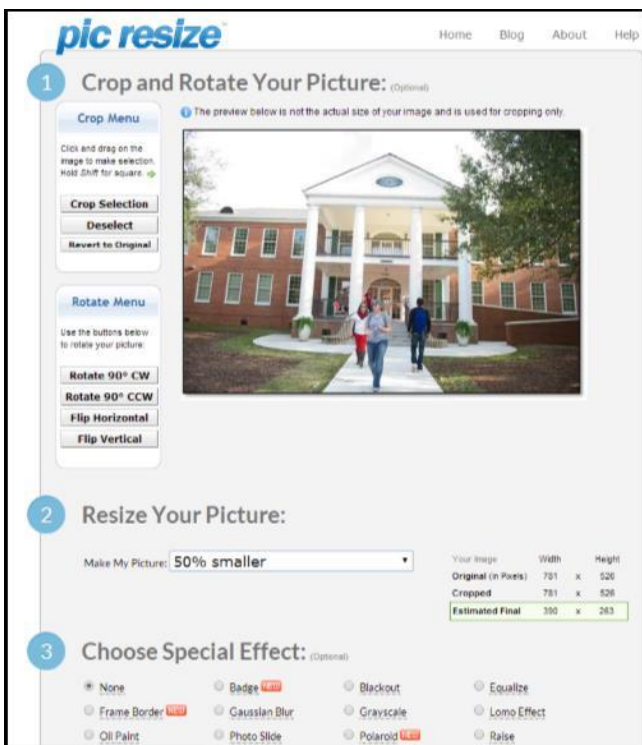 pic resize
Home Blog About Help
1 Crop and Rotate Your Picture: (Optional)
Crop Menu
Click and drag on the
image to make selection.
Hold Shift for square.
Crop Selection
Deselect
Revert to Original
The preview below is not the actual size of your image and is used for cropping only.
Rotate Menu
Use the buttons below
to rotate your picture:
Rotate 90° CW
Rotate 90° CCW
Flip Horizontal
Flip Vertical
2 Resize Your Picture:
Make My Picture: 50% smaller
Your Image Width Height
Original (in Pixels) 781 x 526
Cropped 781 x 526
Estimated Final 390 x 263
3 Choose Special Effect: (Optional)
None Badge NEW Blackout Equalize
Frame Border NEW Gaussian Blur Grayscale Lomo Effect
Oil Paint Photo Slide Polaroid NEW Raise